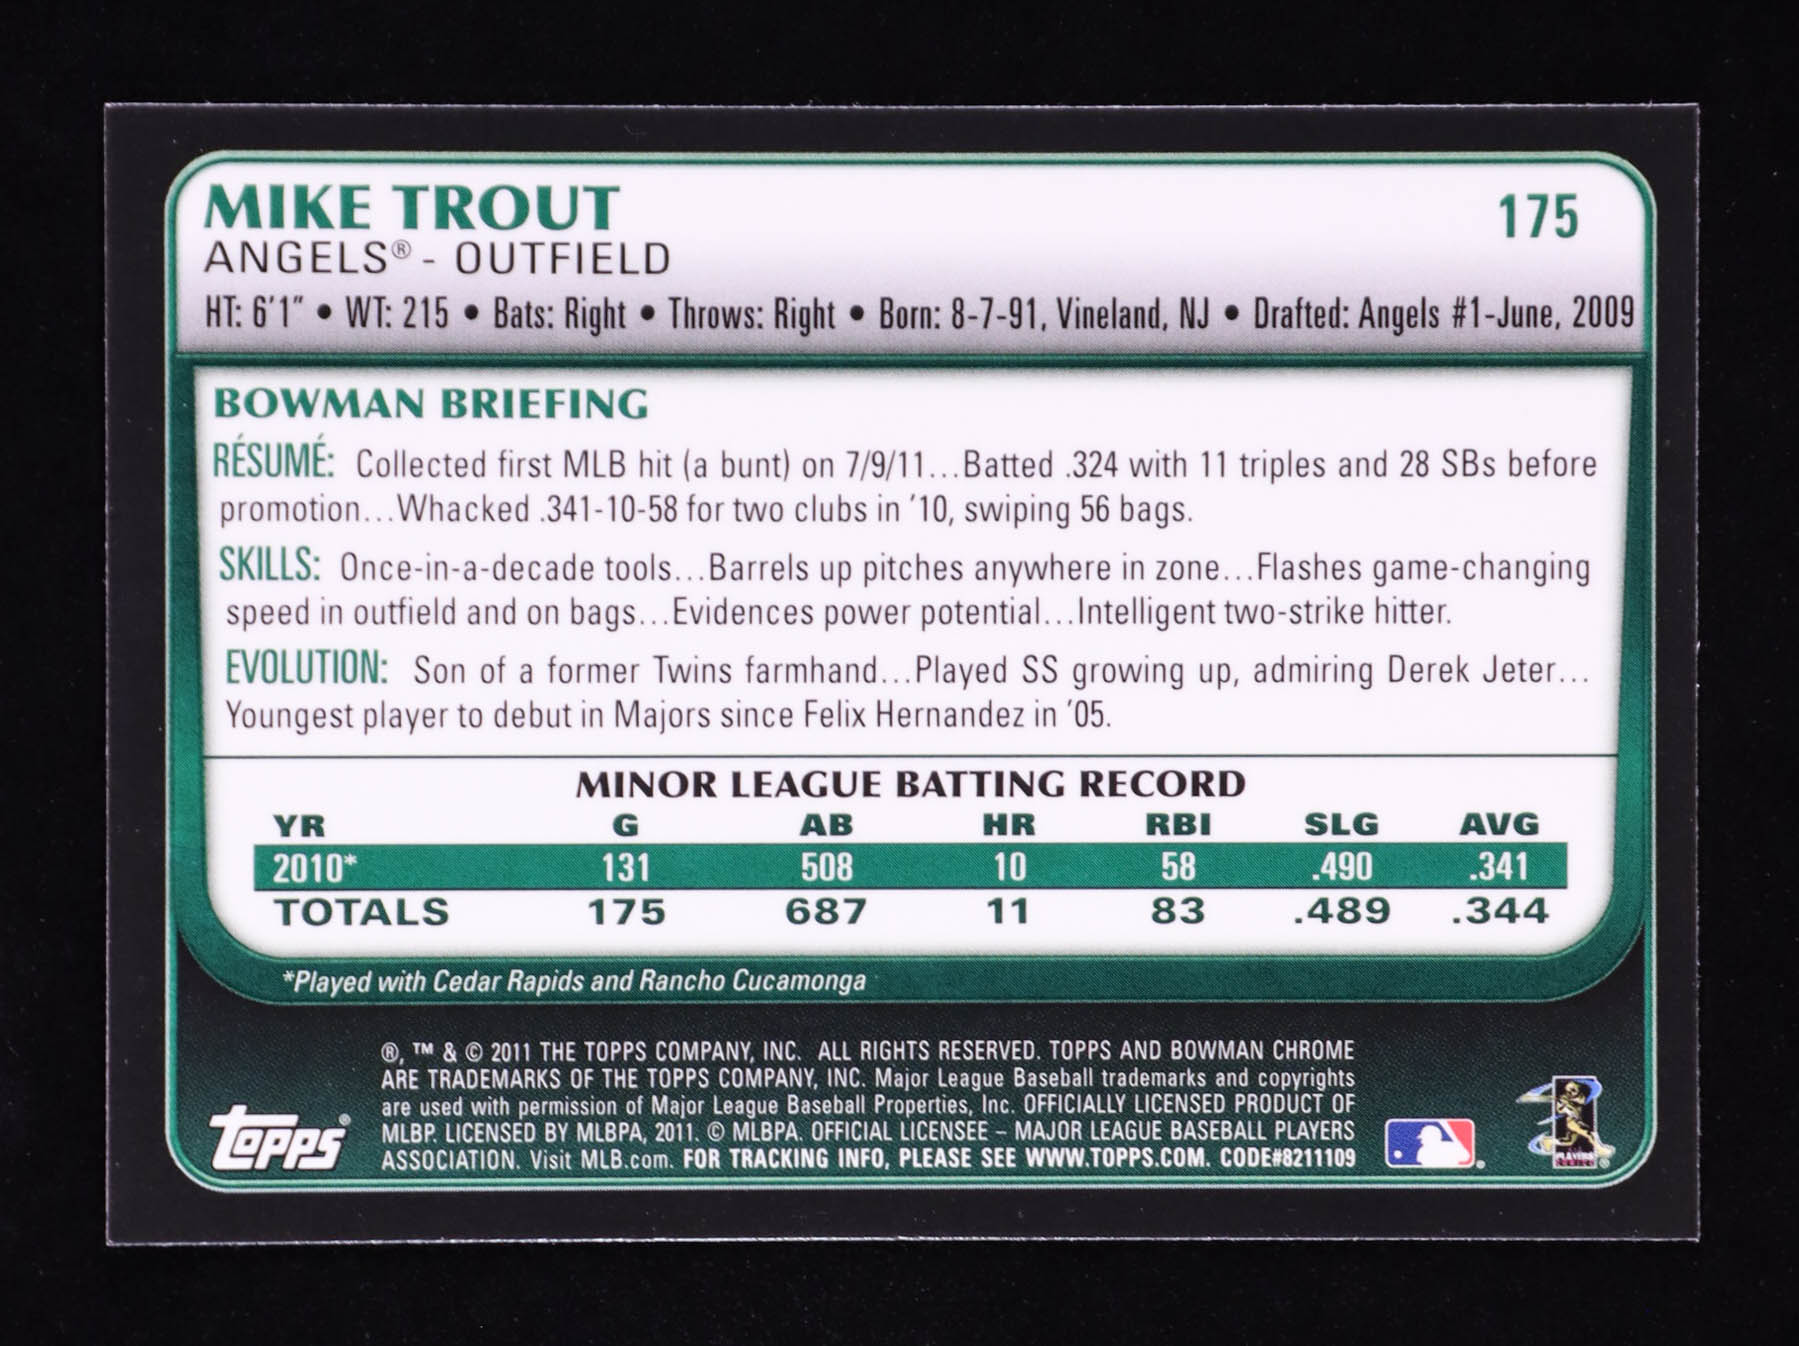 MIKE TROUT
175
ANGELS® - OUTFIELD
HT: 6'1" • WT: 215 • Bats: Right • Throws: Right • Born: 8-7-91, Vineland, NJ • Drafted: Angels #1-June, 2009
BOWMAN BRIEFING
RÉSUMÉ: Collected first MLB hit (a bunt) on 7/9/11...Batted .324 with 11 triples and 28 SBs before
promotion...Whacked .341-10-58 for two clubs in '10, swiping 56 bags.
SKILLS: Once-in-a-decade tools...Barrels up pitches anywhere in zone...Flashes game-changing
speed in outfield and on bags...Evidences power potential...Intelligent two-strike hitter.
EVOLUTION: Son of a former Twins farmhand...Played SS growing up, admiring Derek Jeter...
Youngest player to debut in Majors since Felix Hernandez in '05.
MINOR LEAGUE BATTING RECORD
YR G AB HR RBI SLG AVG
2010* 131 508 10 58 .490 .341
TOTALS 175 687 11 83 .489 .344
*Played with Cedar Rapids and Rancho Cucamonga
®, ™ & © 2011 THE TOPPS COMPANY, INC. ALL RIGHTS RESERVED. TOPPS AND BOWMAN CHROME
ARE TRADEMARKS OF THE TOPPS COMPANY, INC. Major League Baseball trademarks and copyrights
are used with permission of Major League Baseball Properties, Inc. OFFICIALLY LICENSED PRODUCT OF
MLBP. LICENSED BY MLBPA, 2011. © MLBPA. OFFICIAL LICENSEE – MAJOR LEAGUE BASEBALL PLAYERS
ASSOCIATION. Visit MLB.com. FOR TRACKING INFO, PLEASE SEE WWW.TOPPS.COM. CODE#8211109
Topps®
PLAYERS
CHOICE